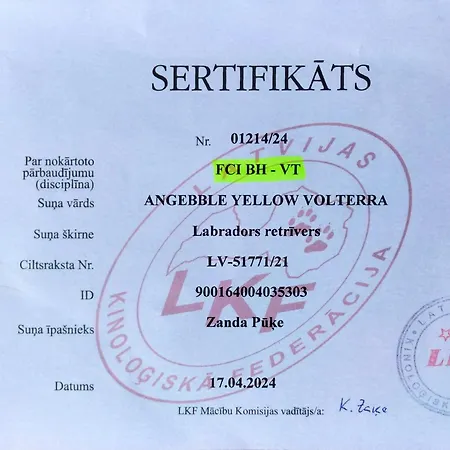 SERTIFIKĀTS
Nr. 01214/24
Par nokārtoto
pārbaudījumu
(disciplīna)
FCI BH - VT
Suņa vārds ANGEBBLE YELLOW VOLTERRA
Suņa šķirne Labradors retrīvers
Ciltsraksta Nr. LV-51771/21
ID 900164004035303
Suņa īpašnieks Zanda Pūķe
Datums 17.04.2024
LKF Mācību Komisijas vadītājs/a:
LATVIJAS
KINOLOĢISKĀ FEDERĀCIJA
LKF